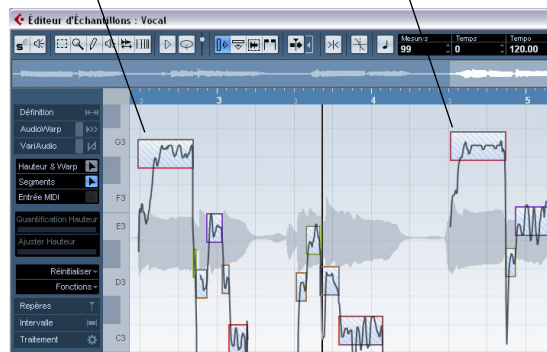 Éditeur d'Échantillons : Vocal
Mesures Temps Tempo
99 0 120.00
3 4 5
Définition
AudioWarp
VariAudio
Hauteur & Warp
Segments
Entrée MIDI
Quantification Hauteur
Ajuster Hauteur
Réinitialiser
Fonctions
Repères
Intervalle
Traitement
G3
F3
E3
D3
C3